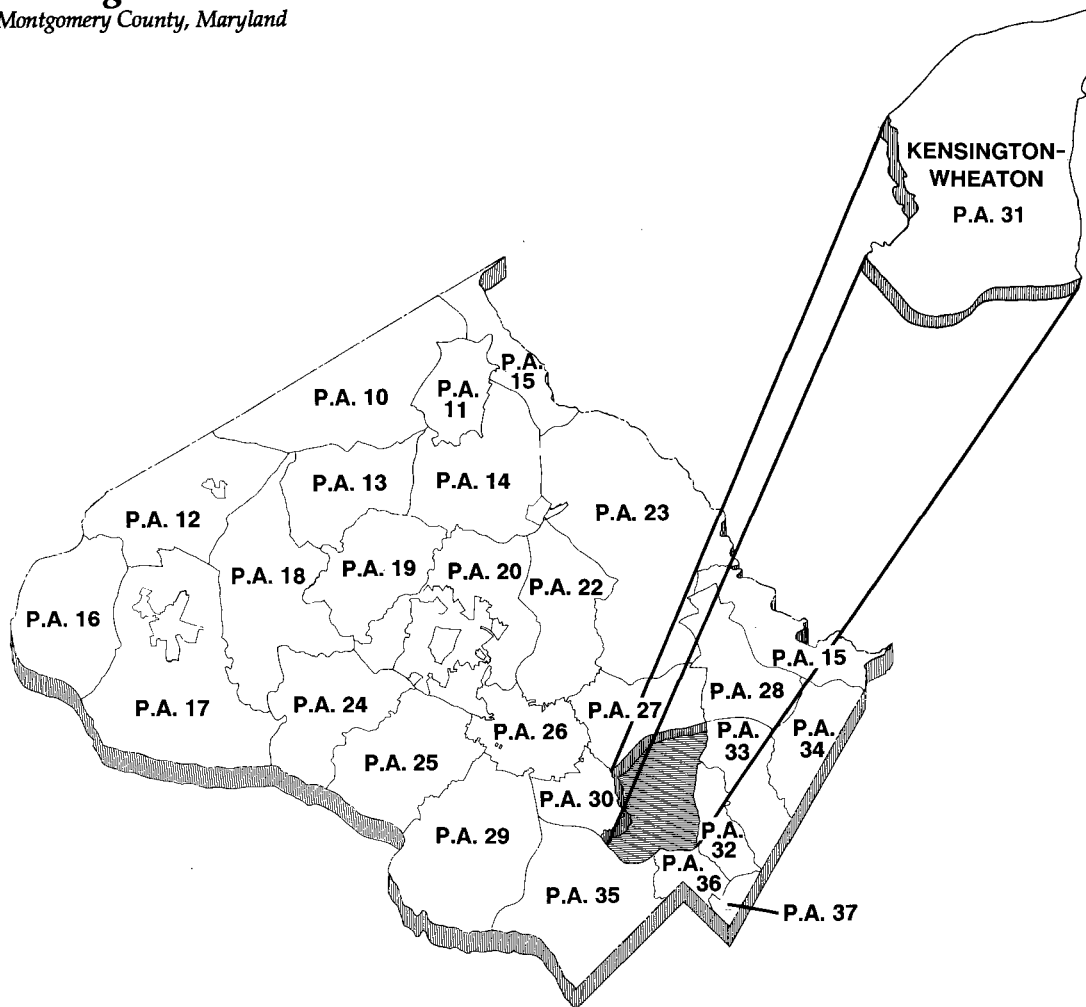 Montgomery County, Maryland
KENSINGTON-
WHEATON
P.A. 31
P.A. 10
P.A.
11
P.A.
15
P.A. 13
P.A. 14
P.A. 12
P.A. 23
P.A. 18
P.A. 19
P.A. 20
P.A. 22
P.A. 16
P.A. 17
P.A. 24
P.A. 25
P.A. 26
P.A. 27
P.A. 28
P.A. 15
P.A.
33
P.A.
34
P.A. 30
P.A. 29
P.A.
32
P.A.
36
P.A. 35
P.A. 37